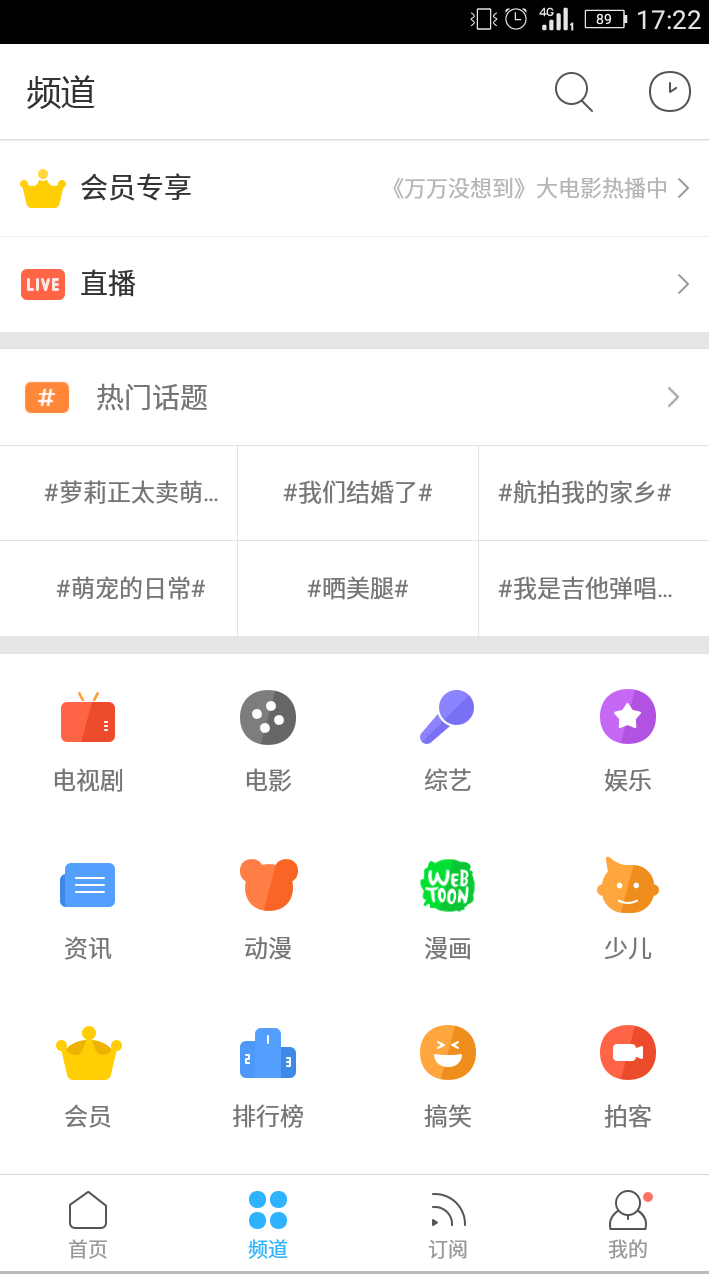 4G 1 89 17:22
频道
会员专享 《万万没想到》大电影热播中
LIVE 直播
# 热门话题
#萝莉正太卖萌... #我们结婚了# #航拍我的家乡#
#萌宠的日常# #晒美腿# #我是吉他弹唱...
电视剧 电影 综艺 娱乐
WEB
TOON
资讯 动漫 漫画 少儿
1
2 3
会员 排行榜 搞笑 拍客
首页 频道 订阅 我的